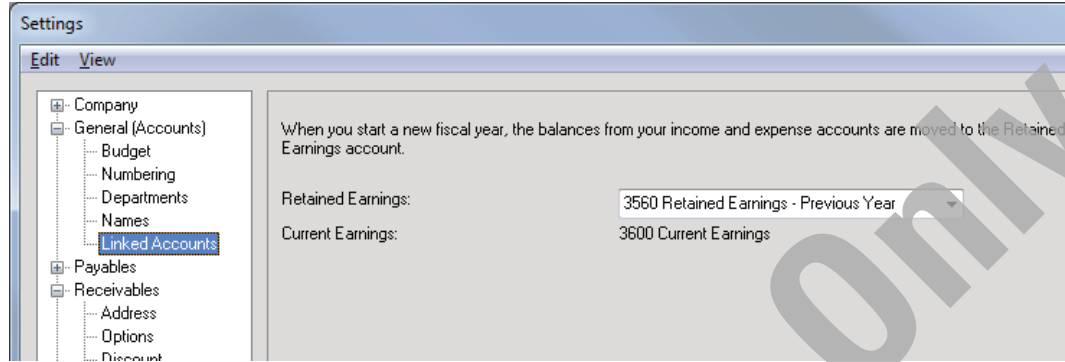 Settings
Edit View
Company
General (Accounts)
Budget
Numbering
Departments
Names
Linked Accounts
Payables
Receivables
Address
Options
Discount
When you start a new fiscal year, the balances from your income and expense accounts are moved to the Retained
Earnings account.
Retained Earnings: 3560 Retained Earnings - Previous Year
Current Earnings: 3600 Current Earnings
Only